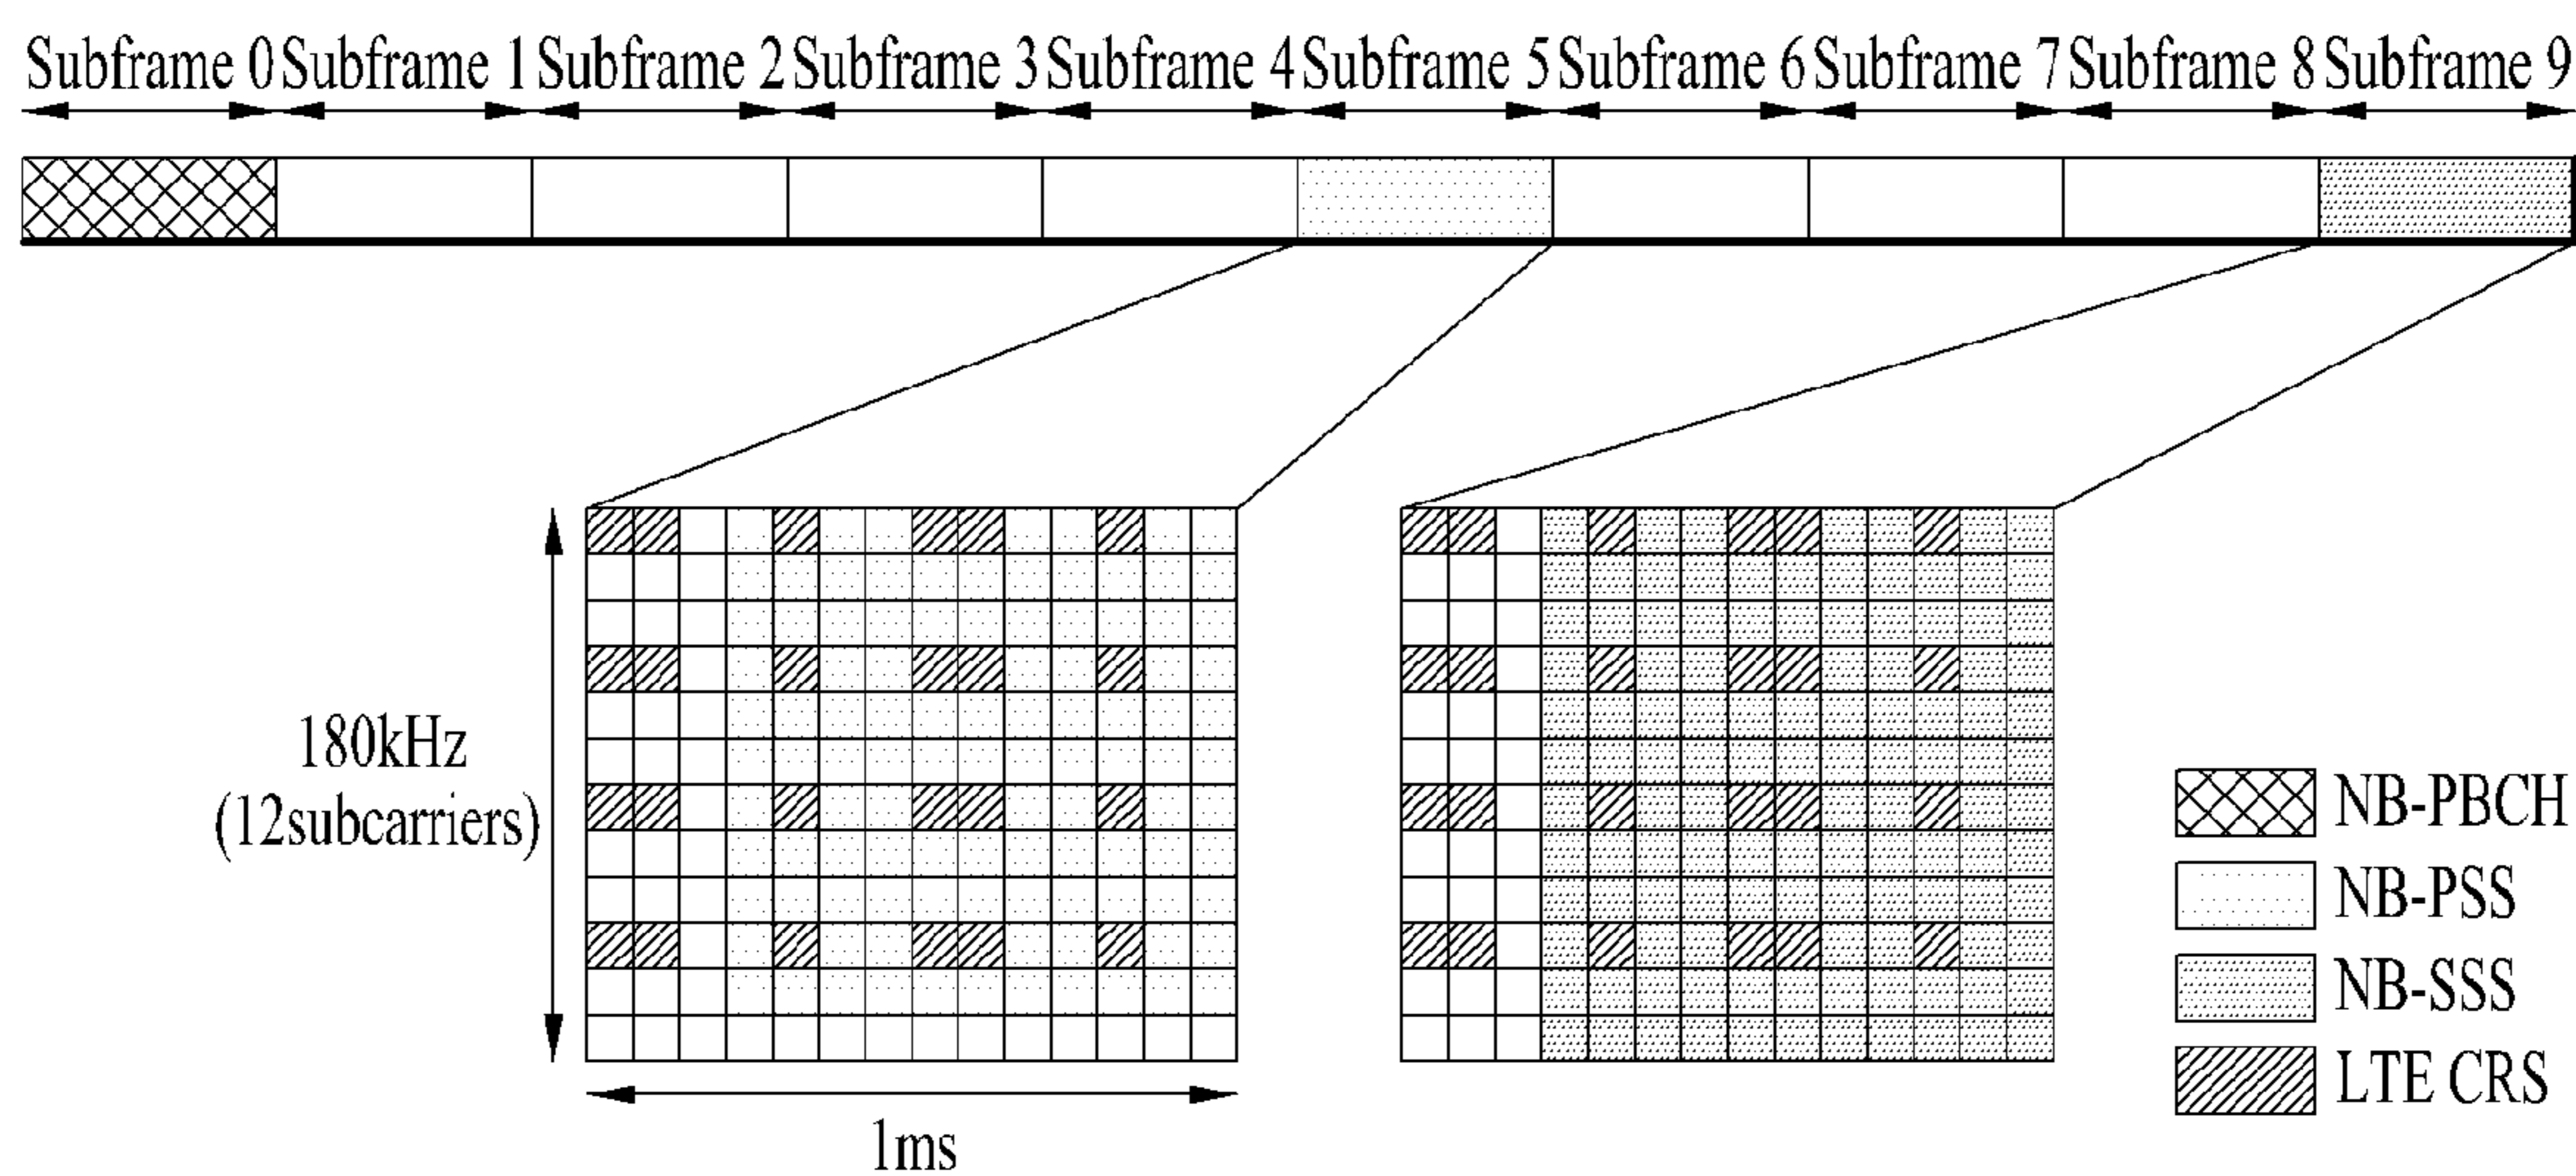 Subframe 0 Subframe 1 Subframe 2 Subframe 3 Subframe 4 Subframe 5 Subframe 6 Subframe 7 Subframe 8 Subframe 9
180kHz
(12subcarriers)
1ms
NB-PBCH
NB-PSS
NB-SSS
LTE CRS